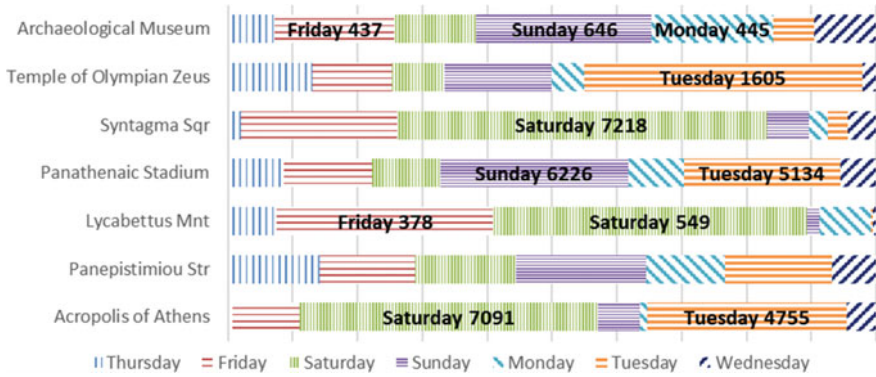 Archaeological Museum Friday 437 Sunday 646 Monday 445
Temple of Olympian Zeus Tuesday 1605
Syntagma Sqr Saturday 7218
Panathenaic Stadium Sunday 6226 Tuesday 5134
Lycabettus Mnt Friday 378 Saturday 549
Panepistimiou Str
Acropolis of Athens Saturday 7091 Tuesday 4755
Thursday Friday Saturday Sunday Monday Tuesday Wednesday